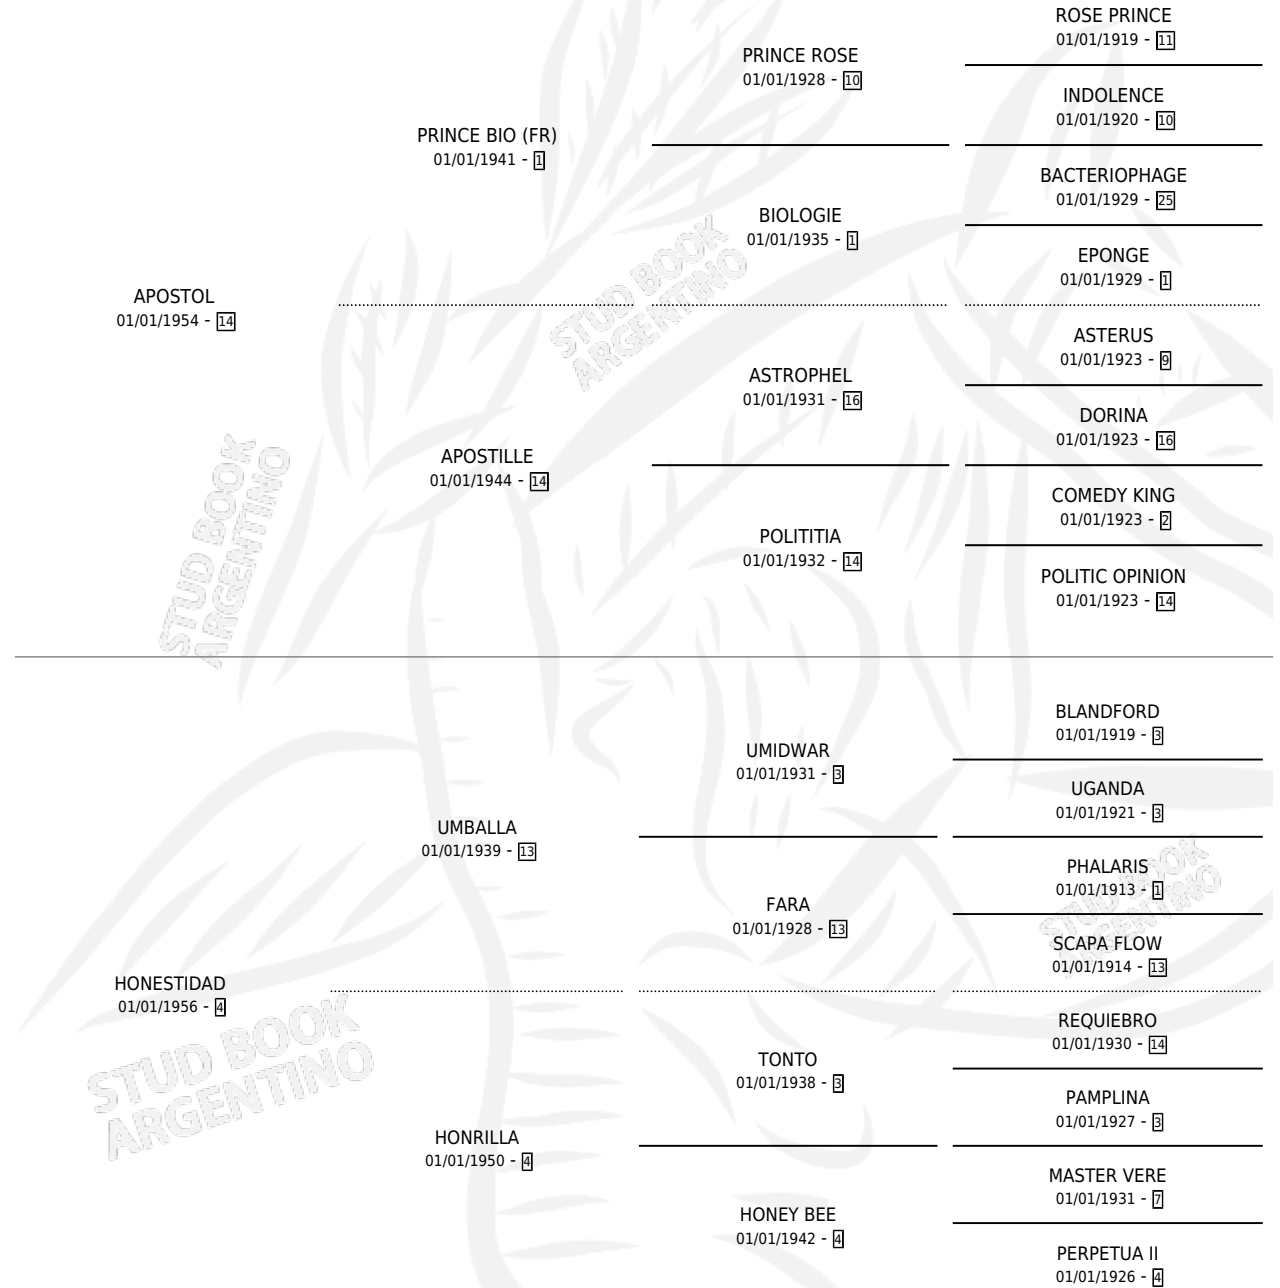 ROSE PRINCE
01/01/1919 - 11
PRINCE ROSE
01/01/1928 - 10
INDOLENCE
01/01/1920 - 10
PRINCE BIO (FR)
01/01/1941 - 1
BACTERIOPHAGE
01/01/1929 - 25
BIOLOGIE
01/01/1935 - 1
EPONGE
01/01/1929 - 1
STUD BOOK
ARGENTINO
APOSTOL
01/01/1954 - 14
ASTERUS
01/01/1923 - 9
ASTROPHEL
01/01/1931 - 16
DORINA
01/01/1923 - 16
APOSTILLE
01/01/1944 - 14
COMEDY KING
01/01/1923 - 2
POLITITIA
01/01/1932 - 14
POLITIC OPINION
01/01/1923 - 14
STUD BOOK
ARGENTINO
BLANDFORD
01/01/1919 - 3
UMIDWAR
01/01/1931 - 3
UGANDA
01/01/1921 - 3
UMBALLA
01/01/1939 - 13
PHALARIS
01/01/1913 - 1
FARA
01/01/1928 - 13
SCAPA FLOW
01/01/1914 - 13
STUD BOOK
ARGENTINO
HONESTIDAD
01/01/1956 - 4
REQUIEBRO
01/01/1930 - 14
TONTO
01/01/1938 - 3
PAMPLINA
01/01/1927 - 3
STUD BOOK
ARGENTINO
HONRILLA
01/01/1950 - 4
MASTER VERE
01/01/1931 - 7
HONEY BEE
01/01/1942 - 4
PERPETUA II
01/01/1926 - 4